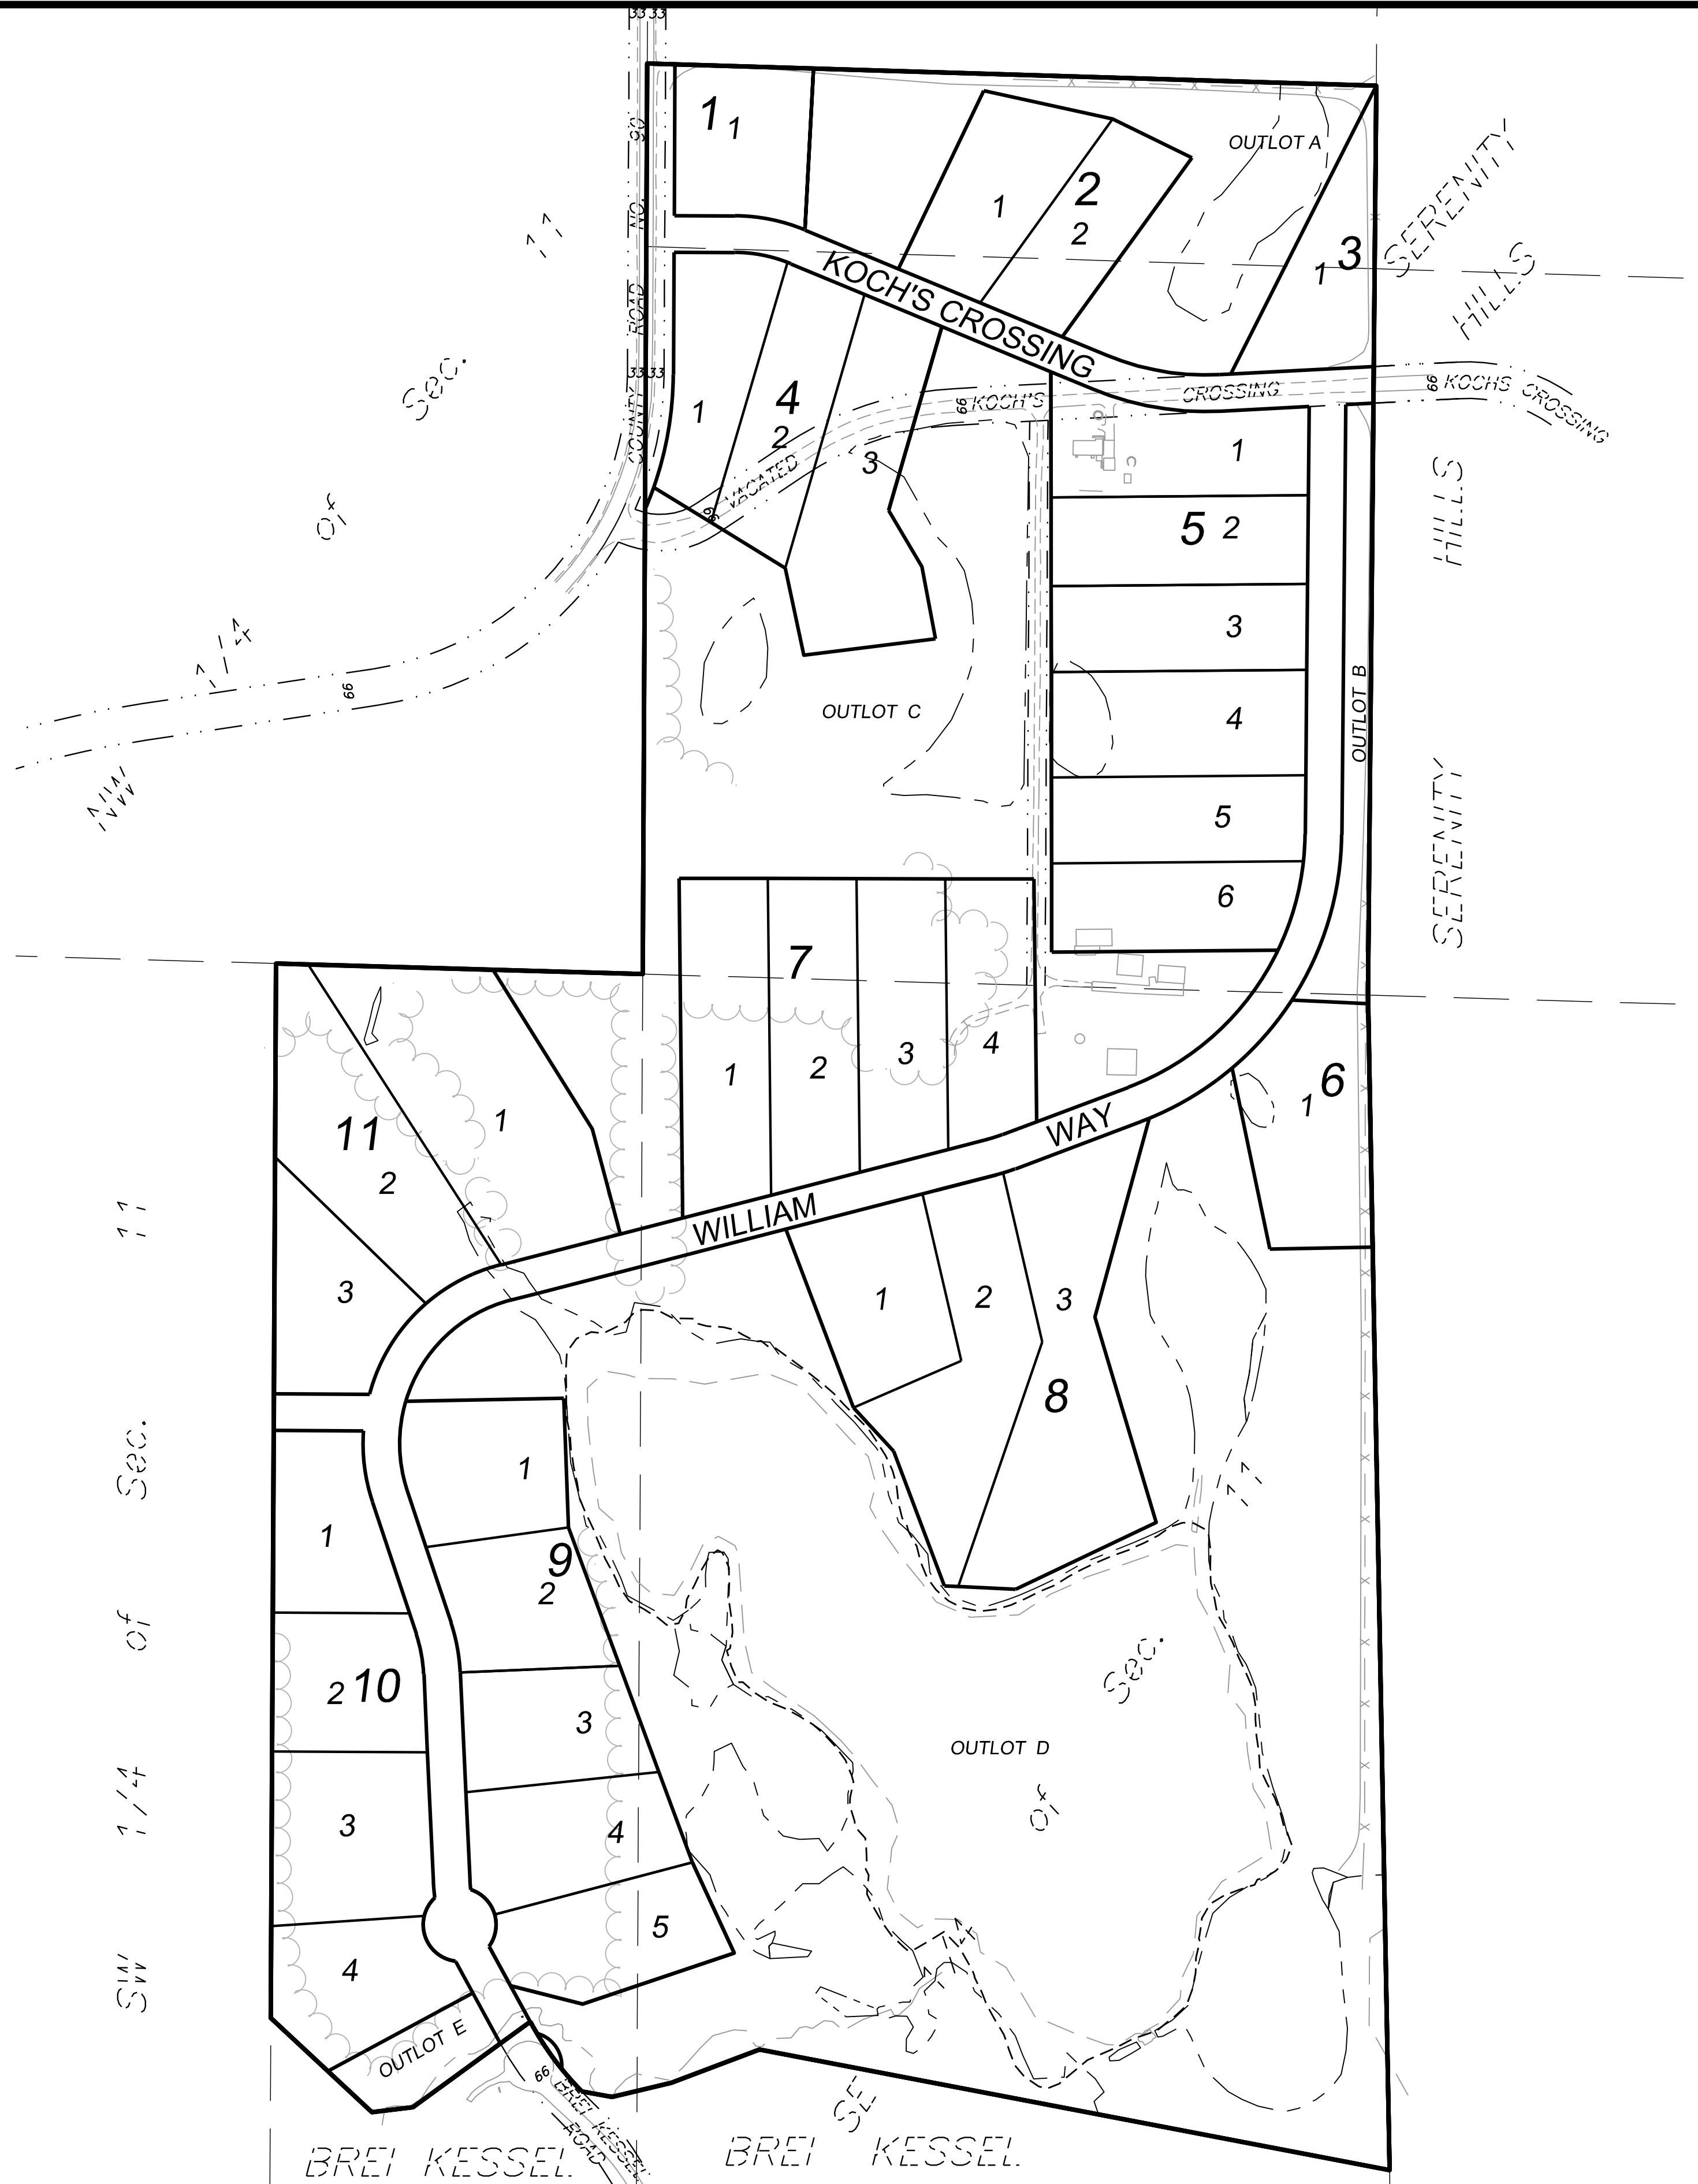 33 33
COUNTY ROAD NO. 50
33 33
1
1
OUTLOT A
2
1
2
3
1
SERENITY
HILLS
11
Sec.
of
1/4
NW
KOCH'S CROSSING
66 KOCH'S CROSSING
66 KOCHS CROSSING
4
1
2
3
66 VACATED
66
OUTLOT C
5
1
2
3
4
5
6
OUTLOT B
SERENITY HILLS
7
1
2
3
4
6
1
11
1
2
3
WILLIAM WAY
8
1
2
3
9
1
2
3
4
5
10
1
2
3
4
SW 1/4 of Sec. 11
11
Sec.
of
SE
OUTLOT D
OUTLOT E
66
BREI KESSEL
ROAD
BREI KESSEL
BREI KESSEL